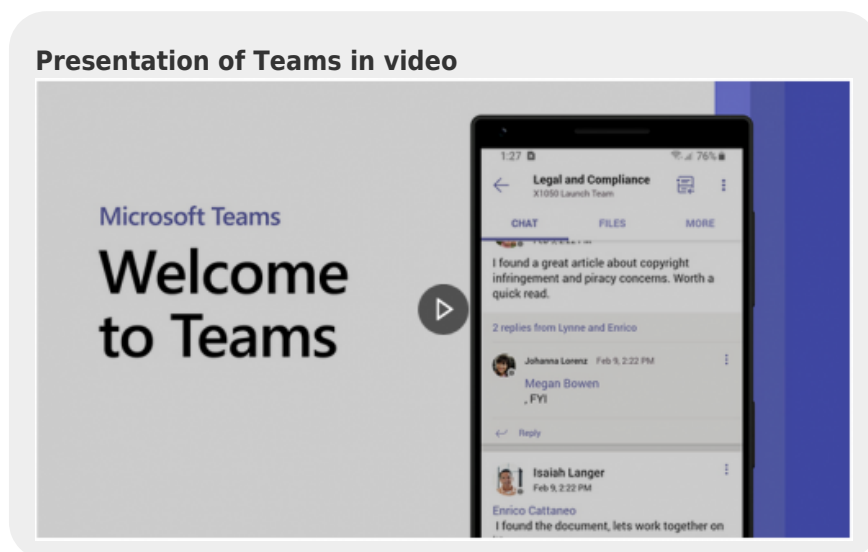 Presentation of Teams in video
Microsoft Teams
Welcome
to Teams
1:27
76%
Legal and Compliance
X1050 Launch Team
CHAT FILES MORE
I found a great article about copyright
infringement and piracy concerns. Worth a
quick read.
2 replies from Lynne and Enrico
Johanna Lorenz Feb 9, 2:22 PM
Megan Bowen
, FYI
Reply
Isaiah Langer
Feb 9, 2:22 PM
Enrico Cattaneo
I found the document, lets work together on